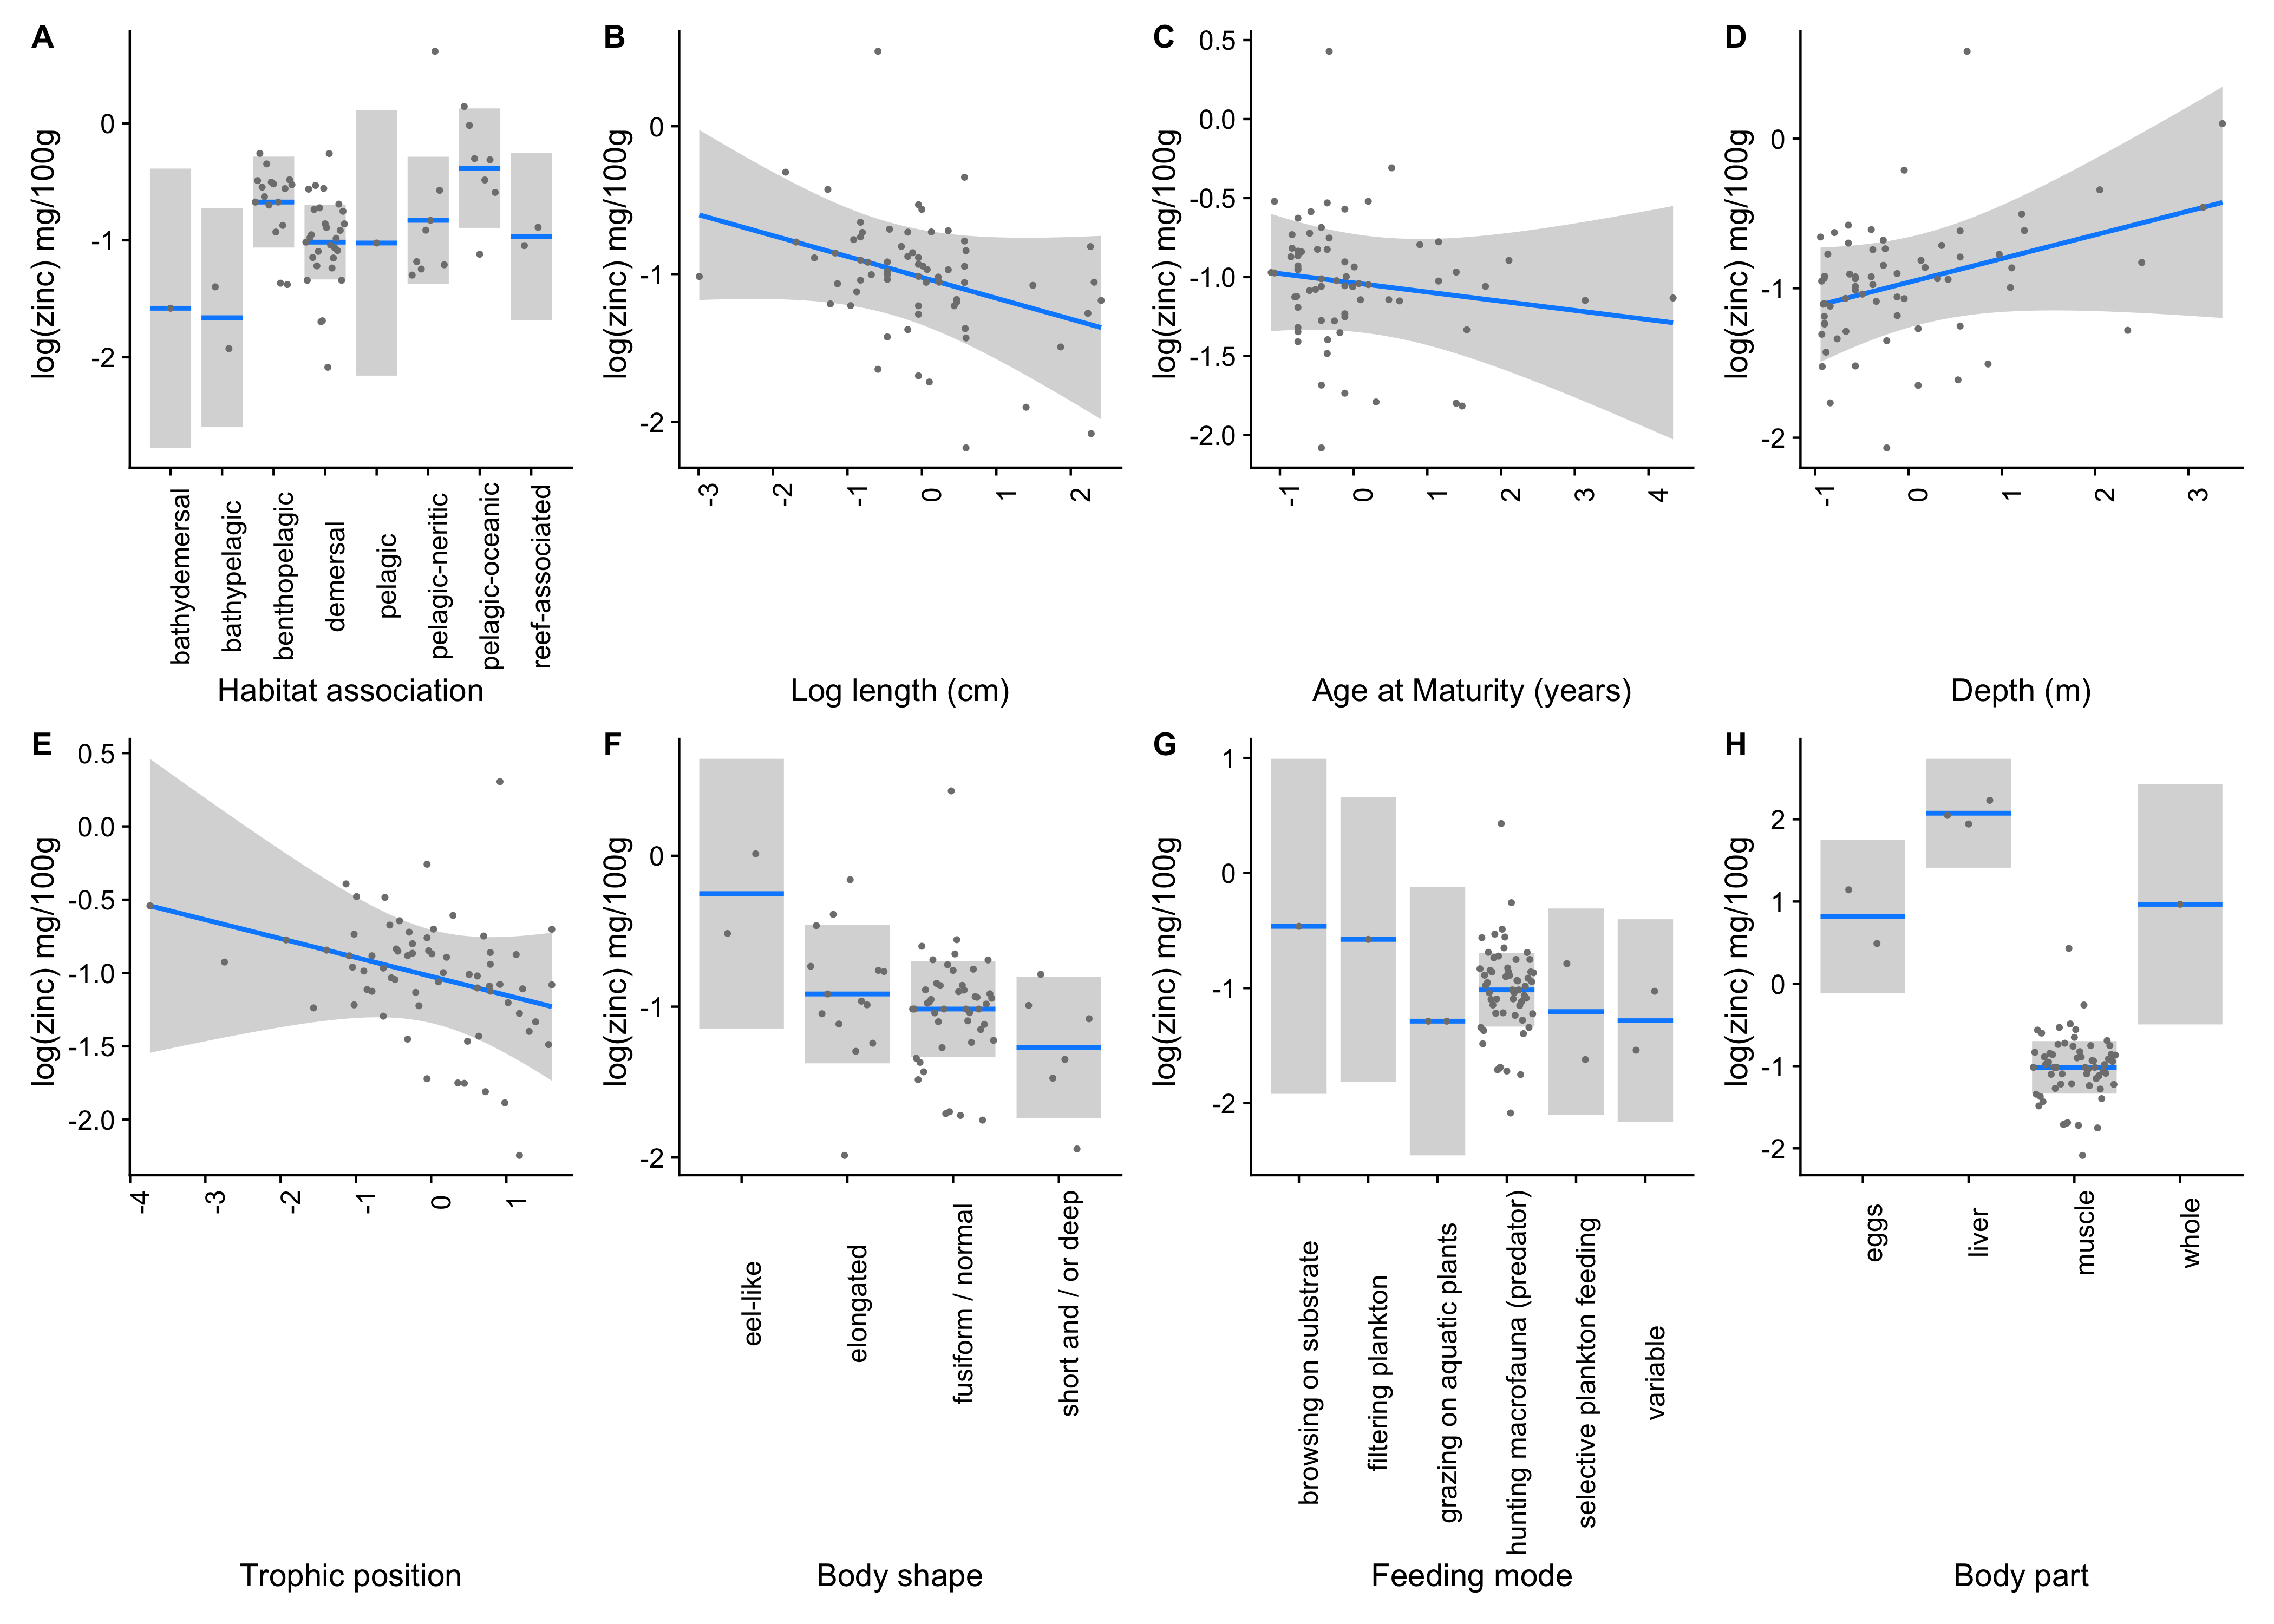 A
log(zinc) mg/100g
0
-1
-2
bathydemersal
bathypelagic
benthopelagic
demersal
pelagic
pelagic-neritic
pelagic-oceanic
reef-associated
Habitat association
B
log(zinc) mg/100g
0
-1
-2
-3
-2
-1
0
1
2
Log length (cm)
C
log(zinc) mg/100g
0.5
0.0
-0.5
-1.0
-1.5
-2.0
-1
0
1
2
3
4
Age at Maturity (years)
D
log(zinc) mg/100g
0
-1
-2
-1
0
1
2
3
Depth (m)
E
log(zinc) mg/100g
0.5
0.0
-0.5
-1.0
-1.5
-2.0
-4
-3
-2
-1
0
1
Trophic position
F
log(zinc) mg/100g
0
-1
-2
eel-like
elongated
fusiform / normal
short and / or deep
Body shape
G
log(zinc) mg/100g
1
0
-1
-2
browsing on substrate
filtering plankton
grazing on aquatic plants
hunting macrofauna (predator)
selective plankton feeding
variable
Feeding mode
H
log(zinc) mg/100g
2
1
0
-1
-2
eggs
liver
muscle
whole
Body part